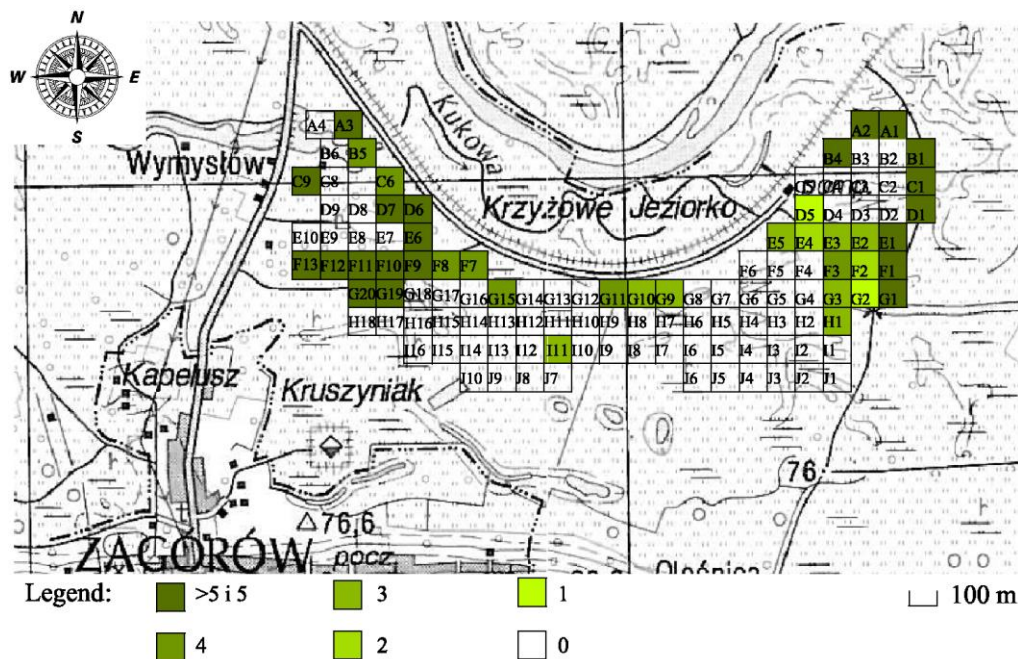 N
W E
S
A4 A3 A2 A1
Kukowa
Wymysłów B6 B5 B4 B3 B2 B1
C9 C8 C6 C5 C4 C3 C2 C1
Krzyżowe Jeziorko
D9 D8 D7 D6 D5 D4 D3 D2 D1
E10 E9 E8 E7 E6 E5 E4 E3 E2 E1
F13 F12 F11 F10 F9 F8 F7 F6 F5 F4 F3 F2 F1
G20 G19 G18 G17 G16 G15 G14 G13 G12 G11 G10 G9 G8 G7 G6 G5 G4 G3 G2 G1
H18 H17 H16 H15 H14 H13 H12 H11 H10 H9 H8 H7 H6 H5 H4 H3 H2 H1
I16 I15 I14 I13 I12 I11 I10 I9 I8 I7 I6 I5 I4 I3 I2 I1
Kapelusz Kruszyniak J10 J9 J8 J7 J6 J5 J4 J3 J2 J1
76
76,6
ZAGÓRÓW pocz.
Oleśnica
Legend: >5 i 5 3 1 100 m
4 2 0